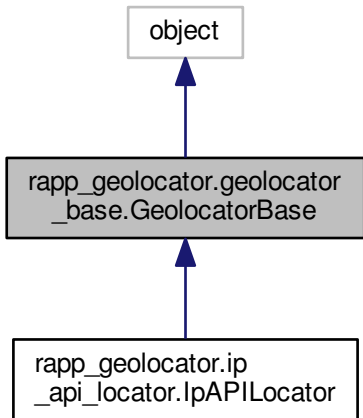 object
rapp_geolocator.geolocator
_base.GeolocatorBase
rapp_geolocator.ip
_api_locator.IpAPILocator